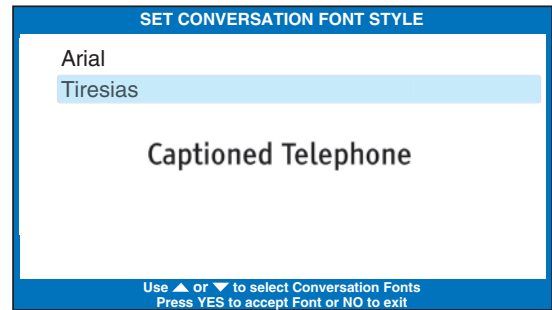 SET CONVERSATION FONT STYLE
Arial
Tiresias
Captioned Telephone
Use ▲ or ▼ to select Conversation Fonts
Press YES to accept Font or NO to exit